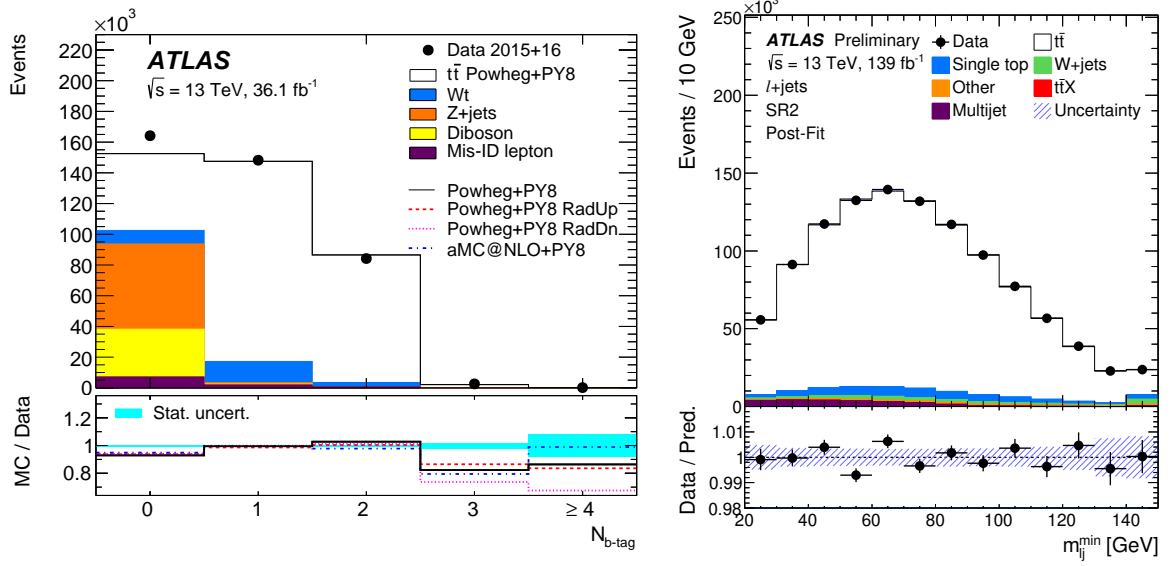 ×10³
Events
ATLAS
√s = 13 TeV, 36.1 fb⁻¹
Data 2015+16
tt̄ Powheg+PY8
Wt
Z+jets
Diboson
Mis-ID lepton
Powheg+PY8
Powheg+PY8 RadUp
Powheg+PY8 RadDn
aMC@NLO+PY8
220
200
180
160
140
120
100
80
60
40
20
0
MC / Data
Stat. uncert.
1.2
1
0.8
0 1 2 3 ≥ 4
N_b-tag
×10³
Events / 10 GeV
ATLAS Preliminary
√s = 13 TeV, 139 fb⁻¹
l+jets
SR2
Post-Fit
Data tt̄
Single top W+jets
Other tt̄X
Multijet Uncertainty
250
200
150
100
50
0
Data / Pred.
1.01
1
0.99
0.98
20 40 60 80 100 120 140
m_lj^min [GeV]